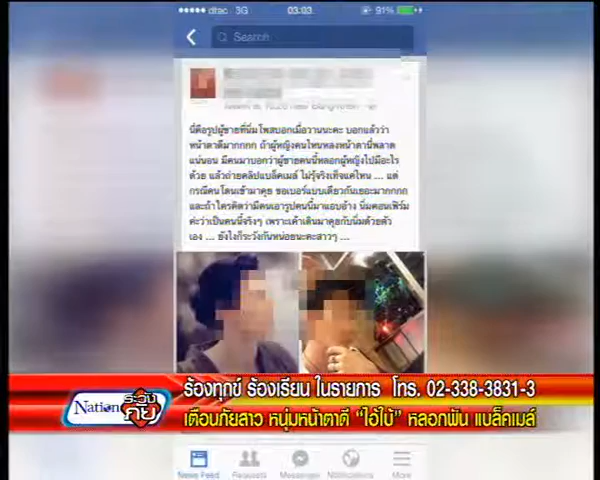 dtac 3G 03:03 91%
Search
นี่คือรูปผู้ชายที่นิ่มโพสบอกเมื่อวานนะคะ บอกแล้วว่า
หน้าตาดีมากกกก ถ้าผู้หญิงคนไหนหลงหน้าตานี่พลาด
แน่นอน มีคนมาบอกว่าผู้ชายคนนี้หลอกผู้หญิงไปมีอะไร
ด้วย แล้วถ่ายคลิปแบล็คเมล์ ไม่รุ้จริงเท็จแค่ไหน ... แต่
กรณีคนโดนเข้ามาคุย ขอเบอร์แบบเดียวกันเยอะมากกกก
และถ้าใครคิดว่ามีคนเอารูปคนนี้มาแอบอ้าง นิ่มคอนเฟิร์ม
ค่ะว่าเป็นคนนี้จริงๆ เพราะเค้าเดินมาคุยกับนิ่มด้วยตัว
เอง ... ยังไงก็ระวังกันหน่อยนะคะสาวๆ ...
ร้องทุกข์ ร้องเรียน ในรายการ โทร. 02-338-3831-3
Nation ระวังภัย
เตือนภัยสาว หนุ่มหน้าตาดี "ไอ้ไบ้" หลอกฟัน แบล็คเมล์
News Feed Requests Messenger Notifications More